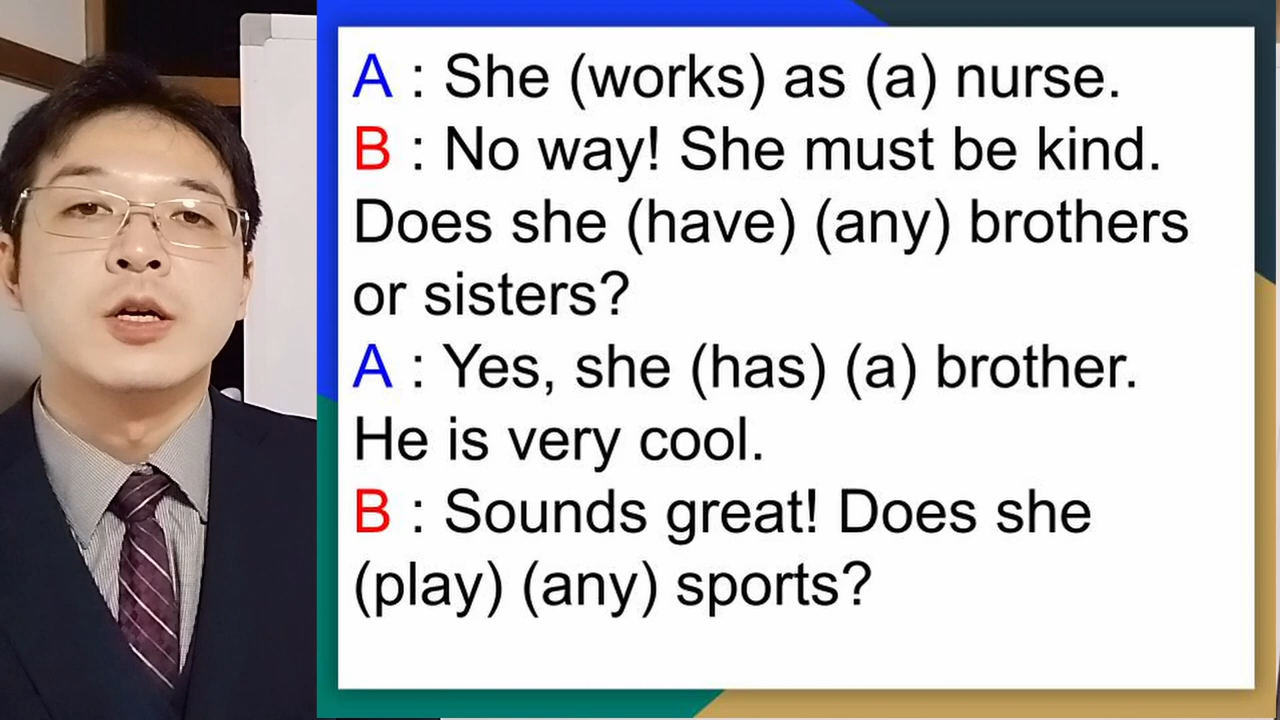 A : She (works) as (a) nurse.
B : No way! She must be kind.
Does she (have) (any) brothers
or sisters?
A : Yes, she (has) (a) brother.
He is very cool.
B : Sounds great! Does she
(play) (any) sports?